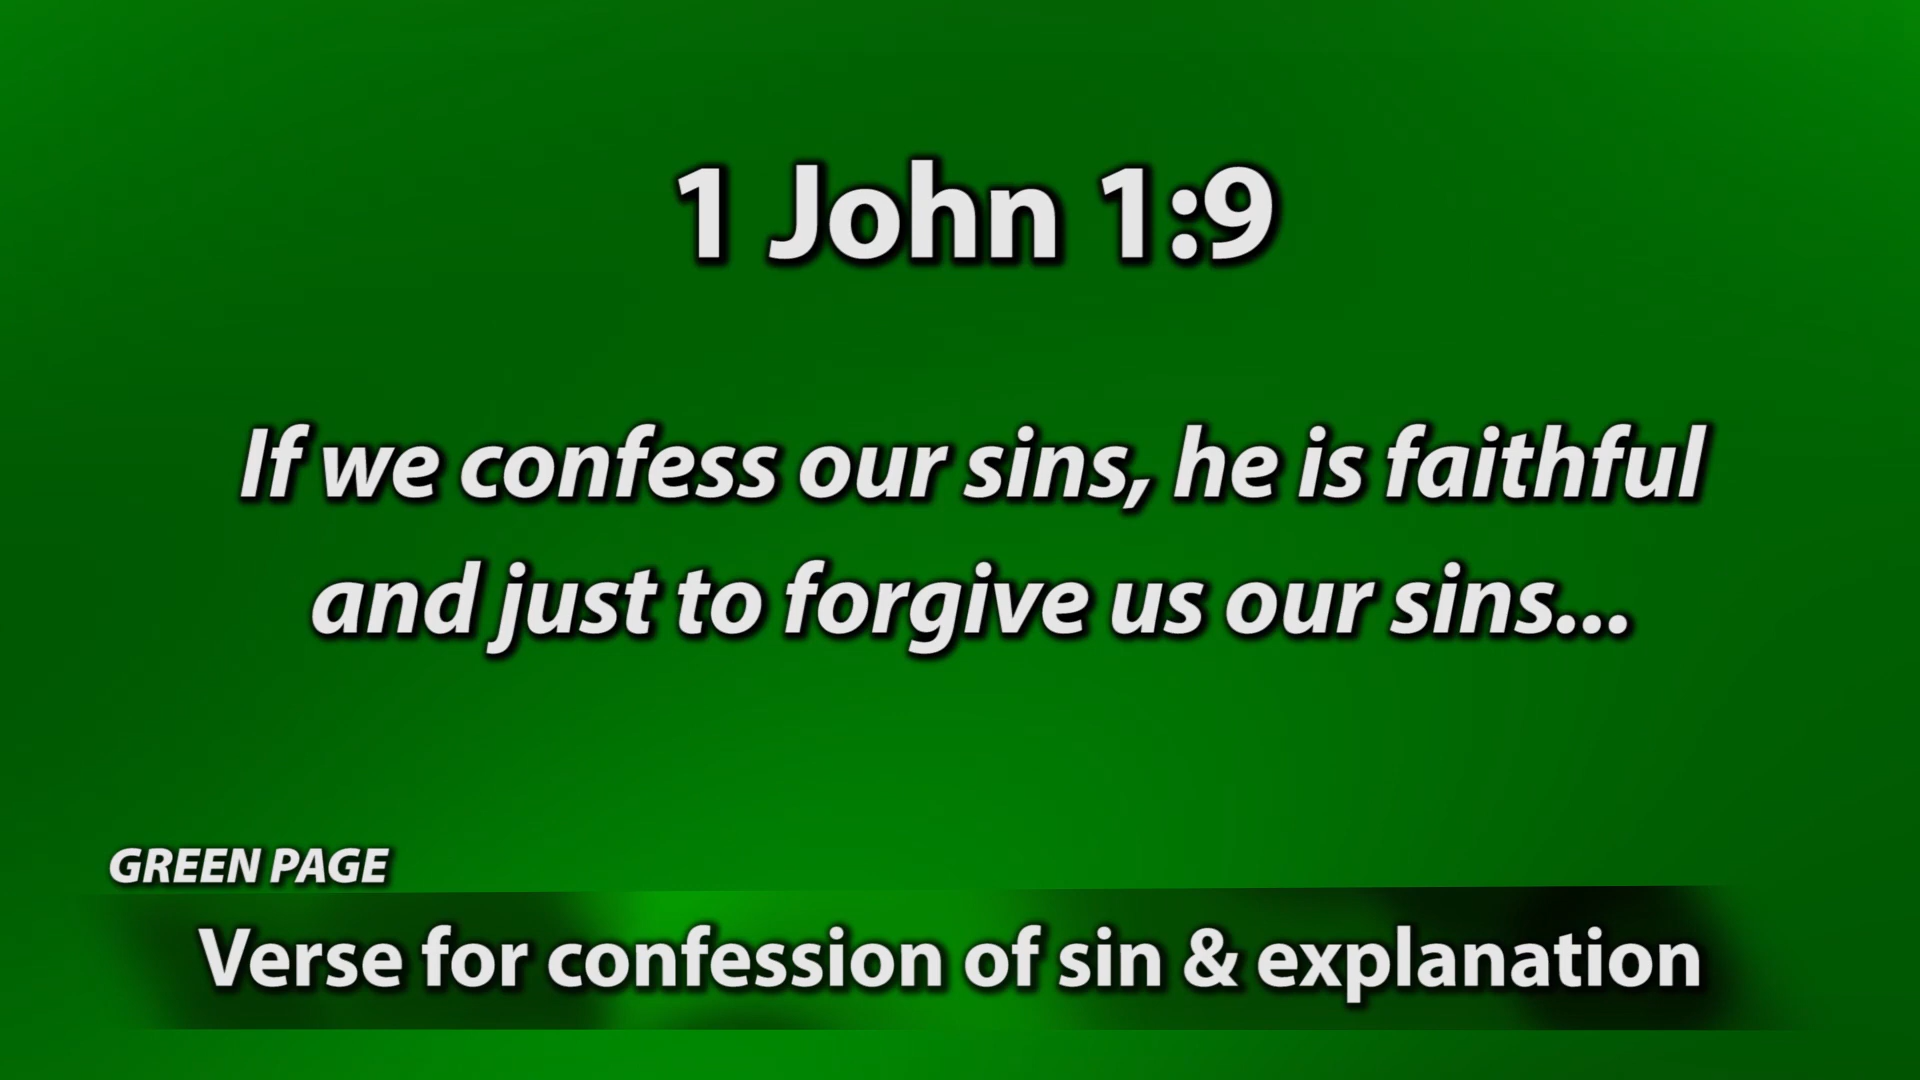 1 John 1:9
If we confess our sins, he is faithful
and just to forgive us our sins...
GREEN PAGE
Verse for confession of sin & explanation